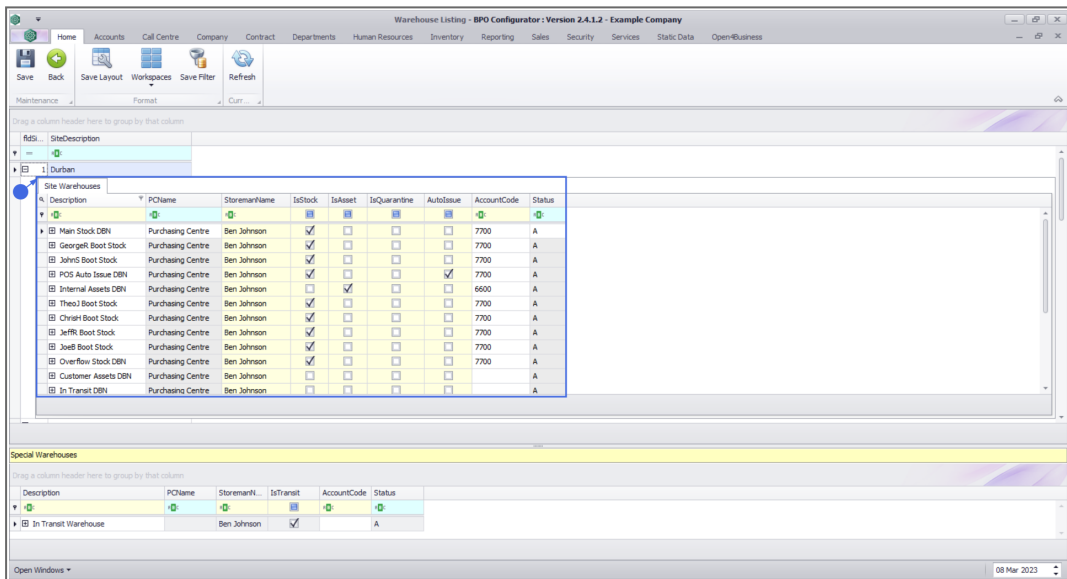 Warehouse Listing - BPO Configurator : Version 2.4.1.2 - Example Company
Home Accounts Call Centre Company Contract Departments Human Resources Inventory Reporting Sales Security Services Static Data Open4Business
Save Back Save Layout Workspaces Save Filter Refresh
Maintenance Format Curr...
Drag a column header here to group by that column
fldSi... SiteDescription
1 Durban
Site Warehouses
Description PCName StoremanName IsStock IsAsset IsQuarantine AutoIssue AccountCode Status
Main Stock DBN Purchasing Centre Ben Johnson 7700 A
GeorgeR Boot Stock Purchasing Centre Ben Johnson 7700 A
JohnS Boot Stock Purchasing Centre Ben Johnson 7700 A
POS Auto Issue DBN Purchasing Centre Ben Johnson 7700 A
Internal Assets DBN Purchasing Centre Ben Johnson 6600 A
TheoJ Boot Stock Purchasing Centre Ben Johnson 7700 A
ChrisH Boot Stock Purchasing Centre Ben Johnson 7700 A
JeffR Boot Stock Purchasing Centre Ben Johnson 7700 A
JoeB Boot Stock Purchasing Centre Ben Johnson 7700 A
Overflow Stock DBN Purchasing Centre Ben Johnson 7700 A
Customer Assets DBN Purchasing Centre Ben Johnson A
In Transit DBN Purchasing Centre Ben Johnson A
Special Warehouses
Drag a column header here to group by that column
Description PCName StoremanN... IsTransit AccountCode Status
In Transit Warehouse Ben Johnson A
Open Windows 08 Mar 2023